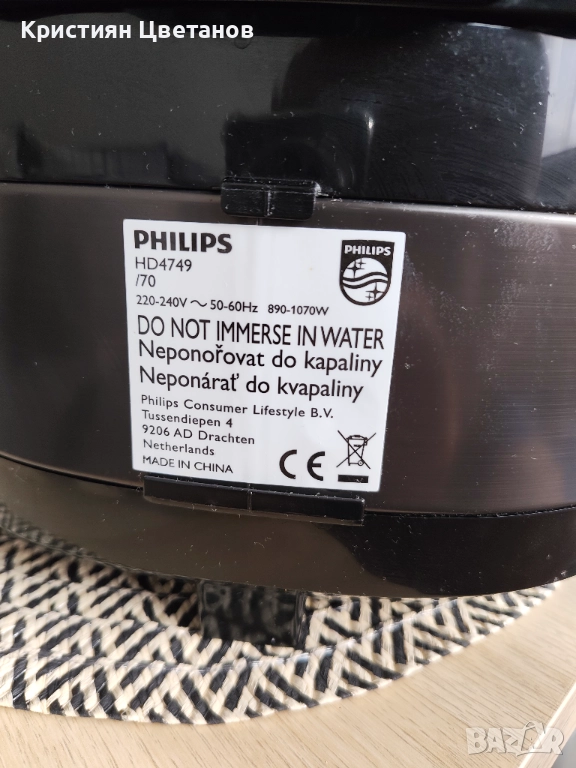 Кристиян Цветанов
PHILIPS
PHILIPS
HD4749
/70
220-240V ~ 50-60Hz 890-1070W
DO NOT IMMERSE IN WATER
Neponořovat do kapaliny
Neponárať do kvapaliny
Philips Consumer Lifestyle B.V.
Tussendiepen 4
9206 AD Drachten
Netherlands
MADE IN CHINA
CE
BAZAR